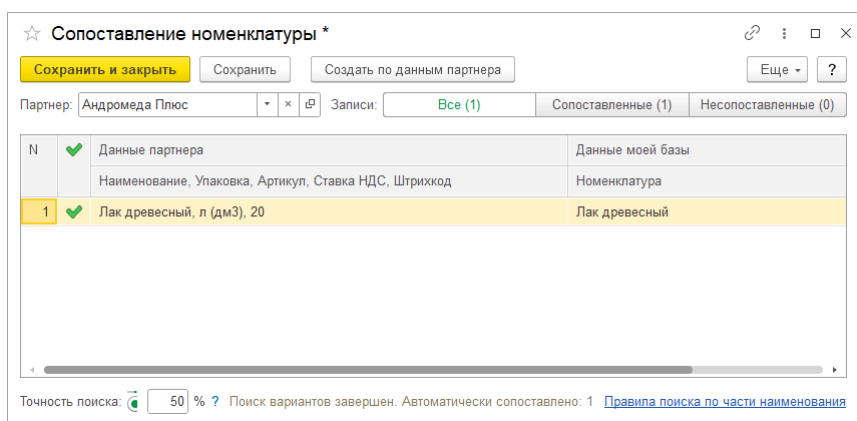 Сопоставление номенклатуры *
Сохранить и закрыть Сохранить Создать по данным партнера Еще ?
Партнер: Андромеда Плюс Записи: Все (1) Сопоставленные (1) Несопоставленные (0)
N Данные партнера Данные моей базы
Наименование, Упаковка, Артикул, Ставка НДС, Штрихкод Номенклатура
1 Лак древесный, л (дм3), 20 Лак древесный
Точность поиска: 50 % ? Поиск вариантов завершен. Автоматически сопоставлено: 1 Правила поиска по части наименования